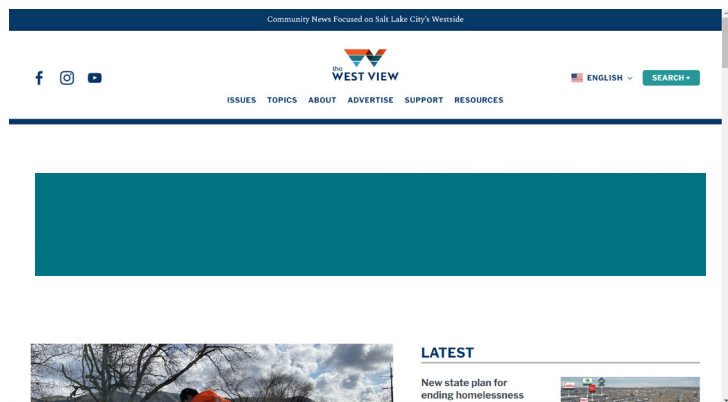 Community News Focused on Salt Lake City's Westside
the
WEST VIEW
ENGLISH
SEARCH +
ISSUES TOPICS ABOUT ADVERTISE SUPPORT RESOURCES
LATEST
New state plan for
ending homelessness